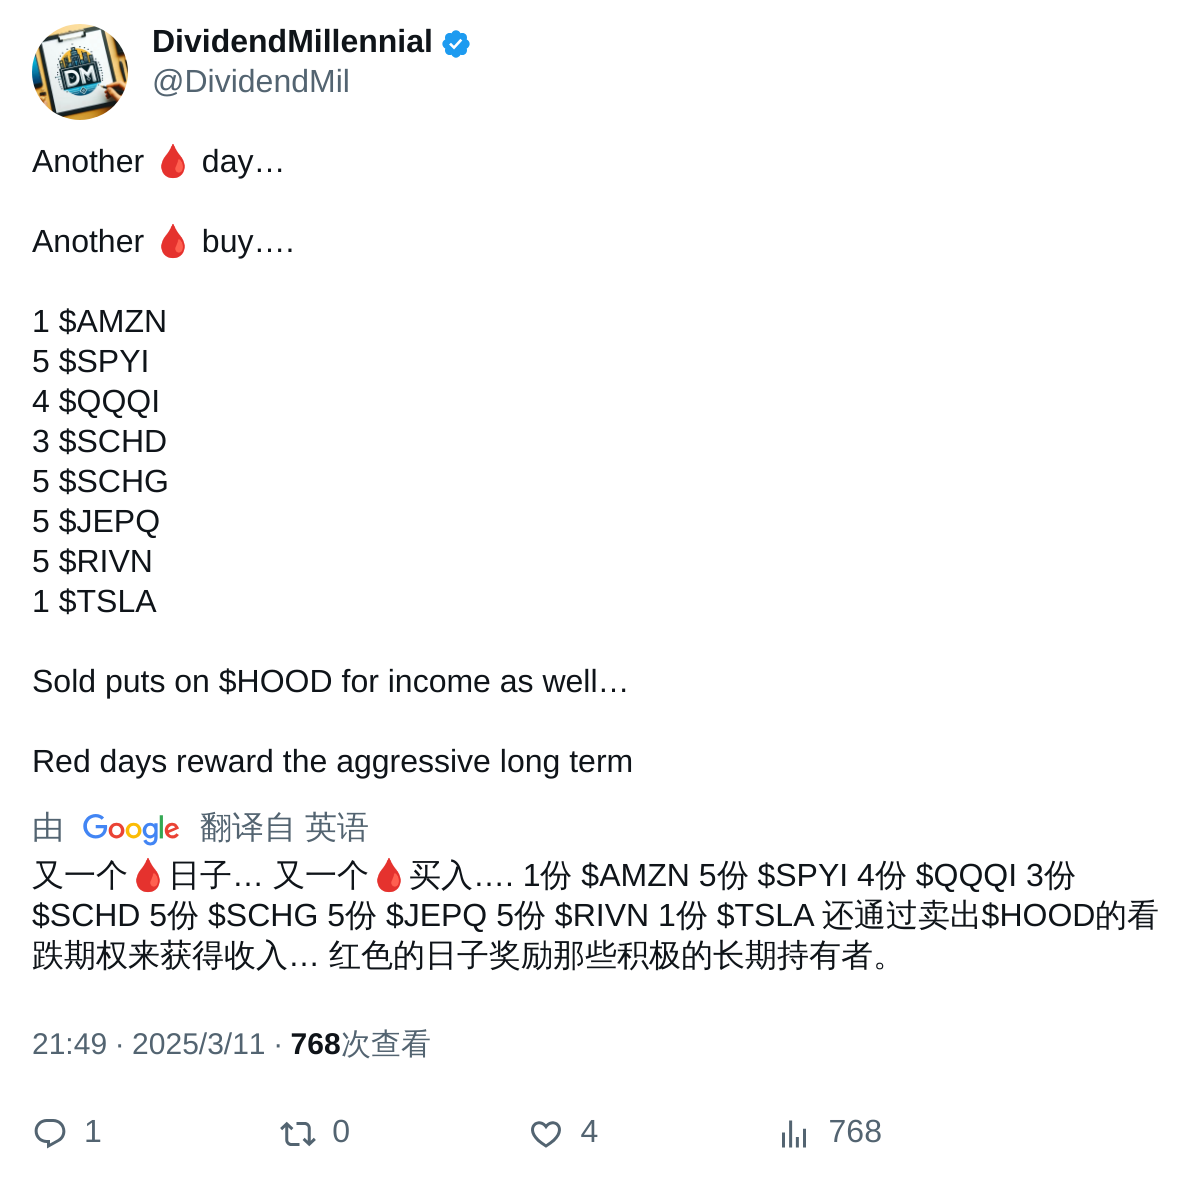 DividendMillennial
@DividendMil
Another 🩸 day…
Another 🩸 buy….
1 $AMZN
5 $SPYI
4 $QQQI
3 $SCHD
5 $SCHG
5 $JEPQ
5 $RIVN
1 $TSLA
Sold puts on $HOOD for income as well…
Red days reward the aggressive long term
由 Google 翻译自 英语
又一个🩸日子… 又一个🩸买入…. 1份 $AMZN 5份 $SPYI 4份 $QQQI 3份
$SCHD 5份 $SCHG 5份 $JEPQ 5份 $RIVN 1份 $TSLA 还通过卖出$HOOD的看
跌期权来获得收入… 红色的日子奖励那些积极的长期持有者。
21:49 · 2025/3/11 · 768次查看
1 0 4 768
DM